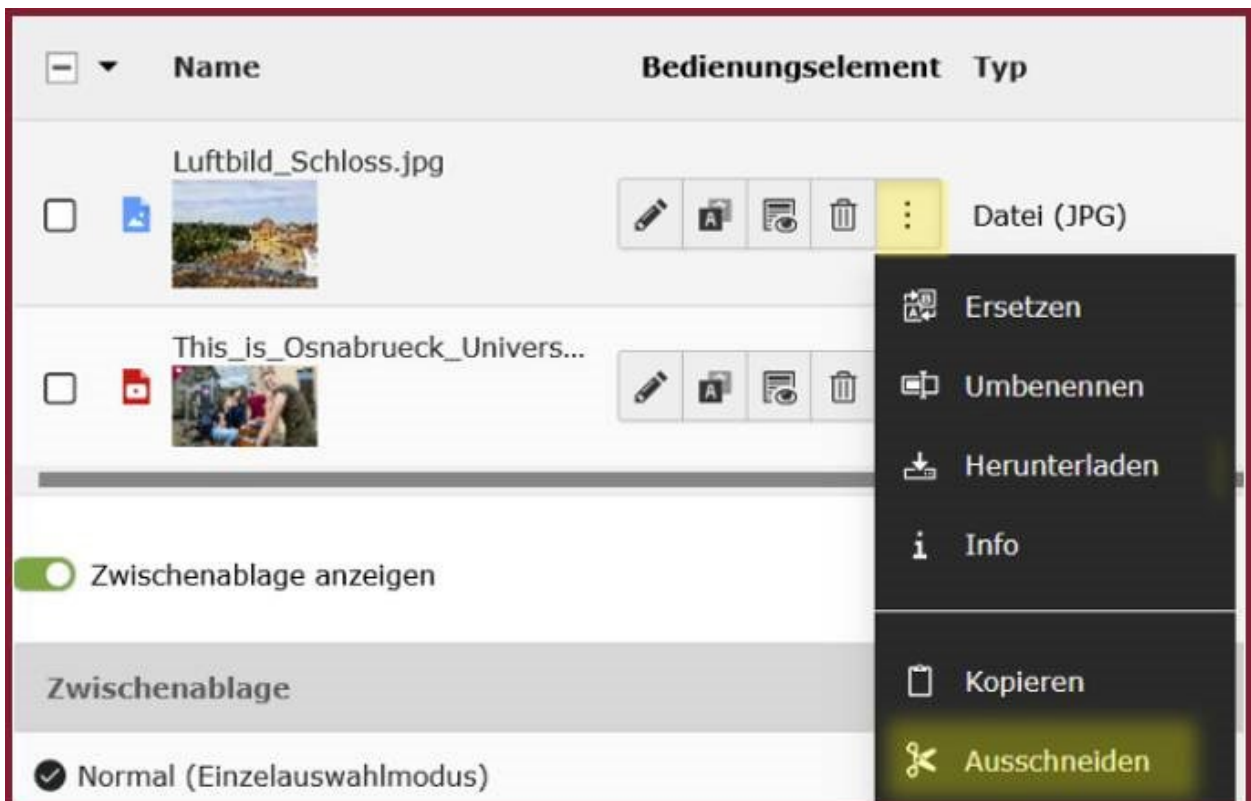 Name Bedienungselement Typ
Luftbild_Schloss.jpg
Datei (JPG)
Ersetzen
This_is_Osnabrueck_Univers...
Umbenennen
Herunterladen
Info
Zwischenablage anzeigen
Zwischenablage
Kopieren
Normal (Einzelauswahlmodus)
Ausschneiden